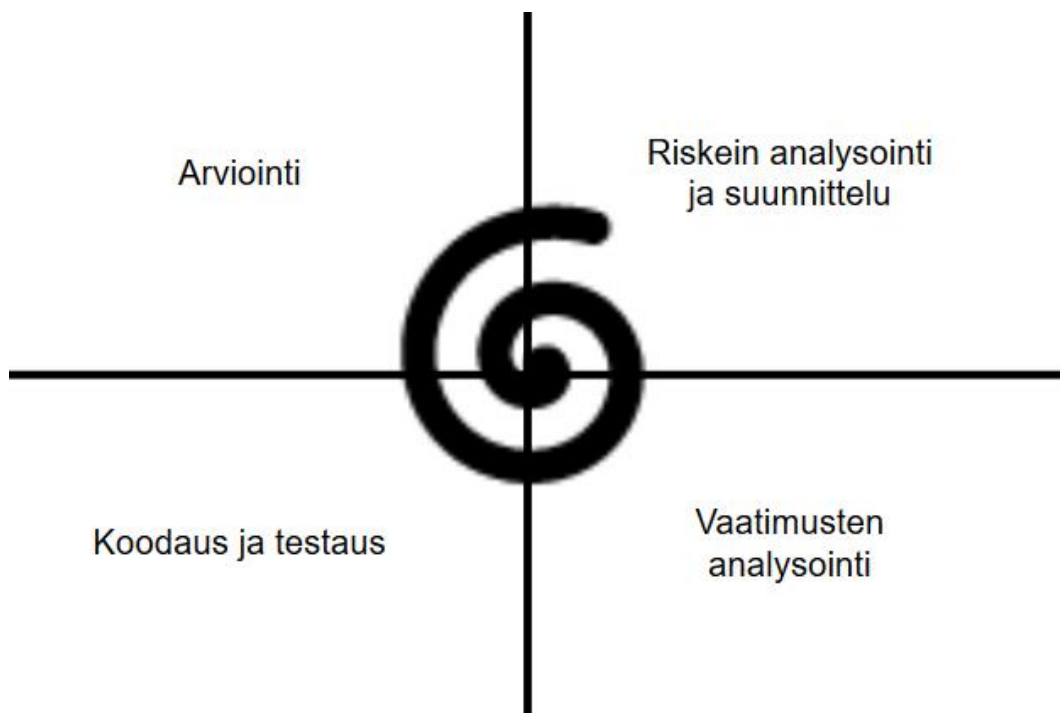 Arviointi
Riskein analysointi
ja suunnittelu
Koodaus ja testaus
Vaatimusten
analysointi